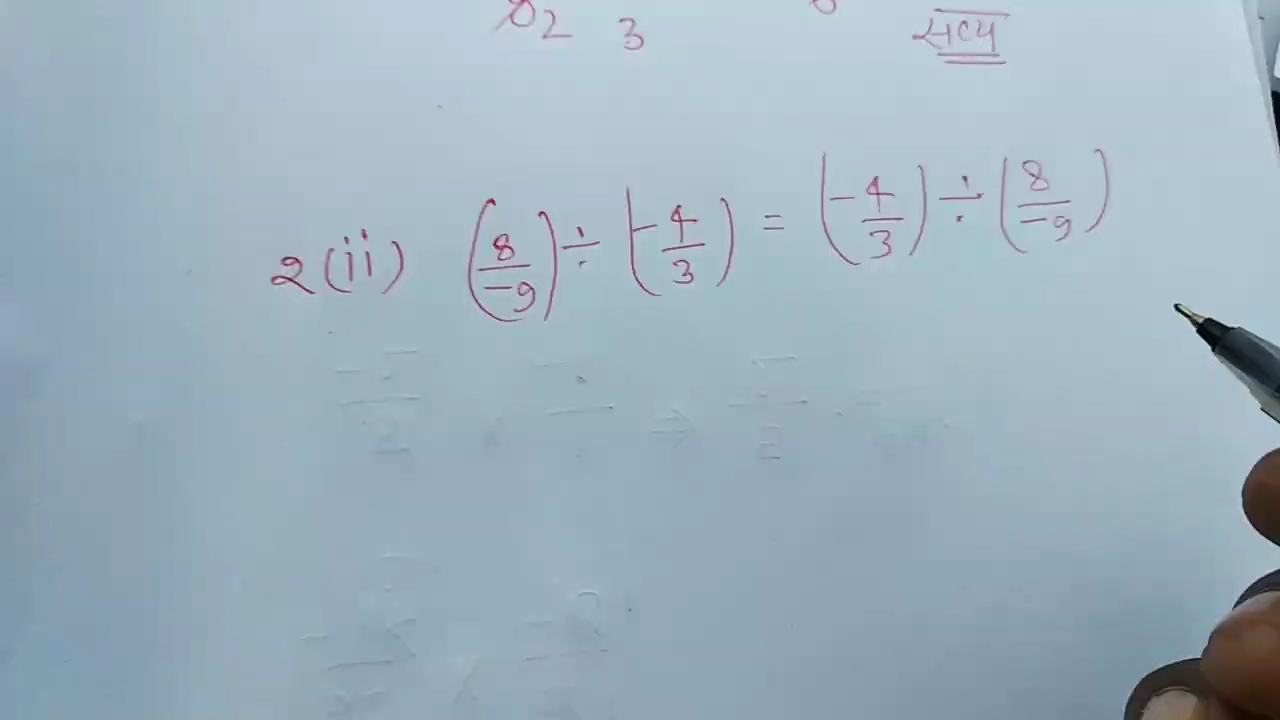 2 3 सत्य
2(ii) (8/-9) ÷ (-4/3) = (-4/3) ÷ (8/-9)